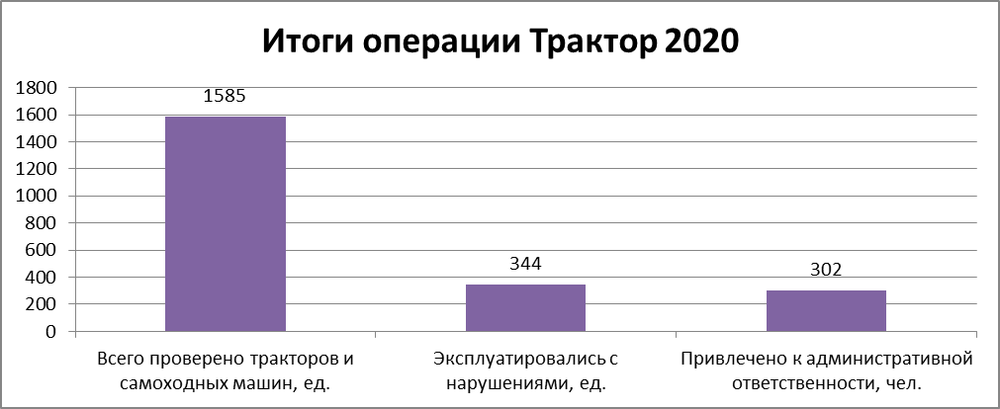 Итоги операции Трактор 2020
1800
1600
1400
1200
1000
800
600
400
200
0
1585
344
302
Всего проверено тракторов и
самоходных машин, ед.
Эксплуатировались с
нарушениями, ед.
Привлечено к административной
ответственности, чел.